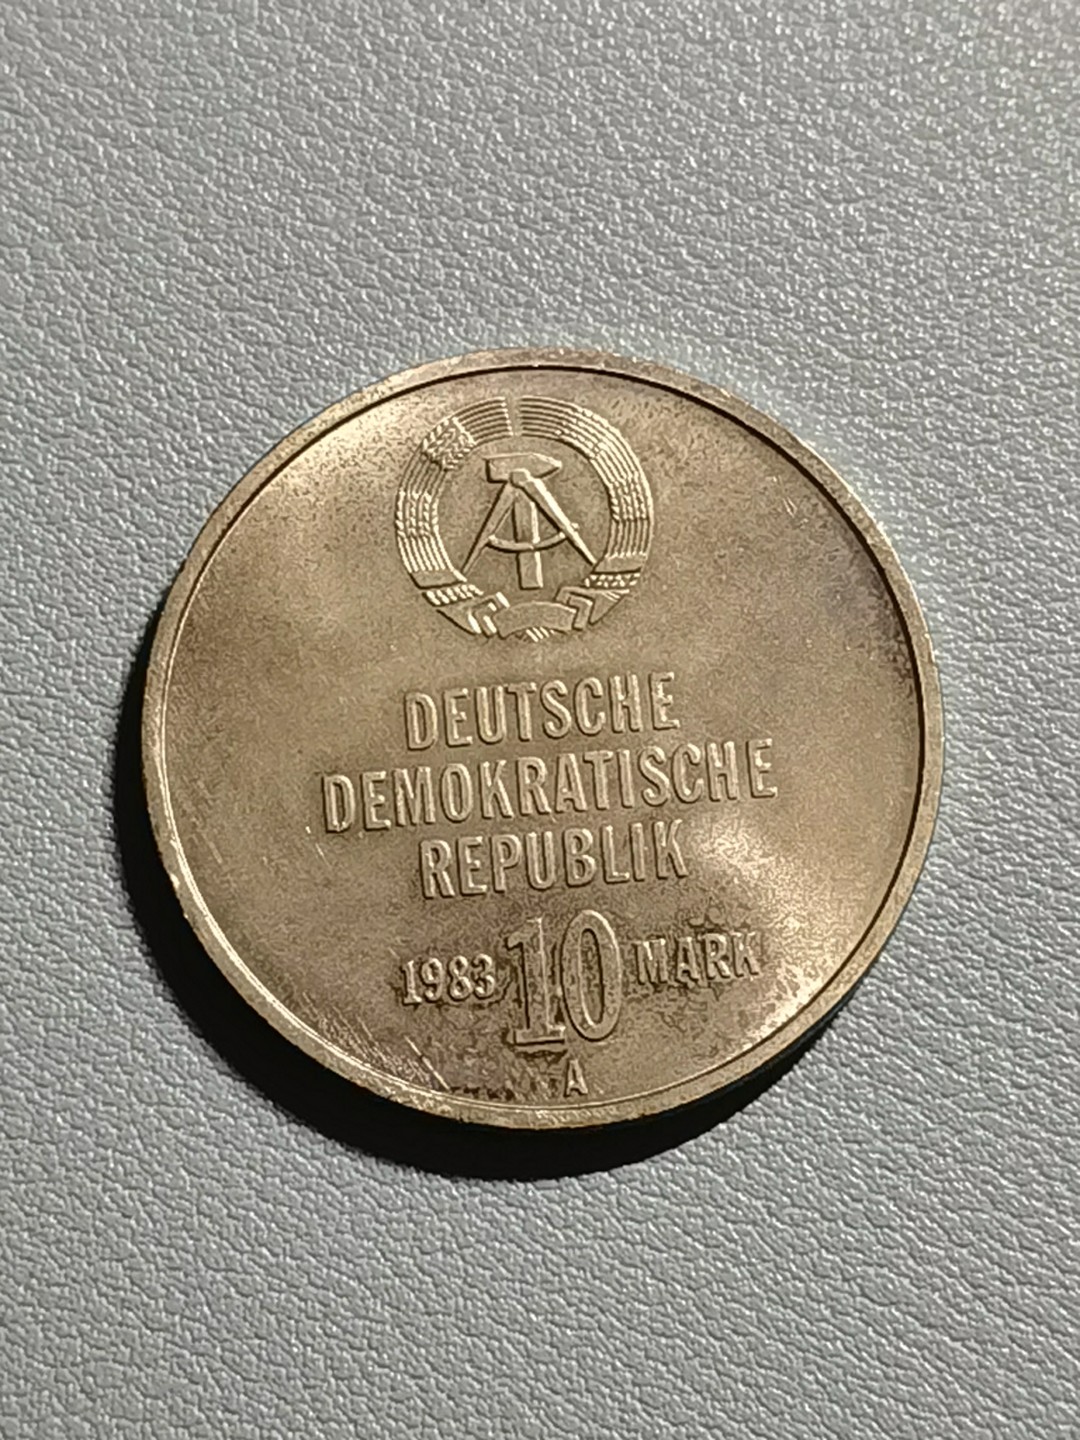 DEUTSCHE
DEMOKRATISCHE
REPUBLIK
1983 10 MARK
A